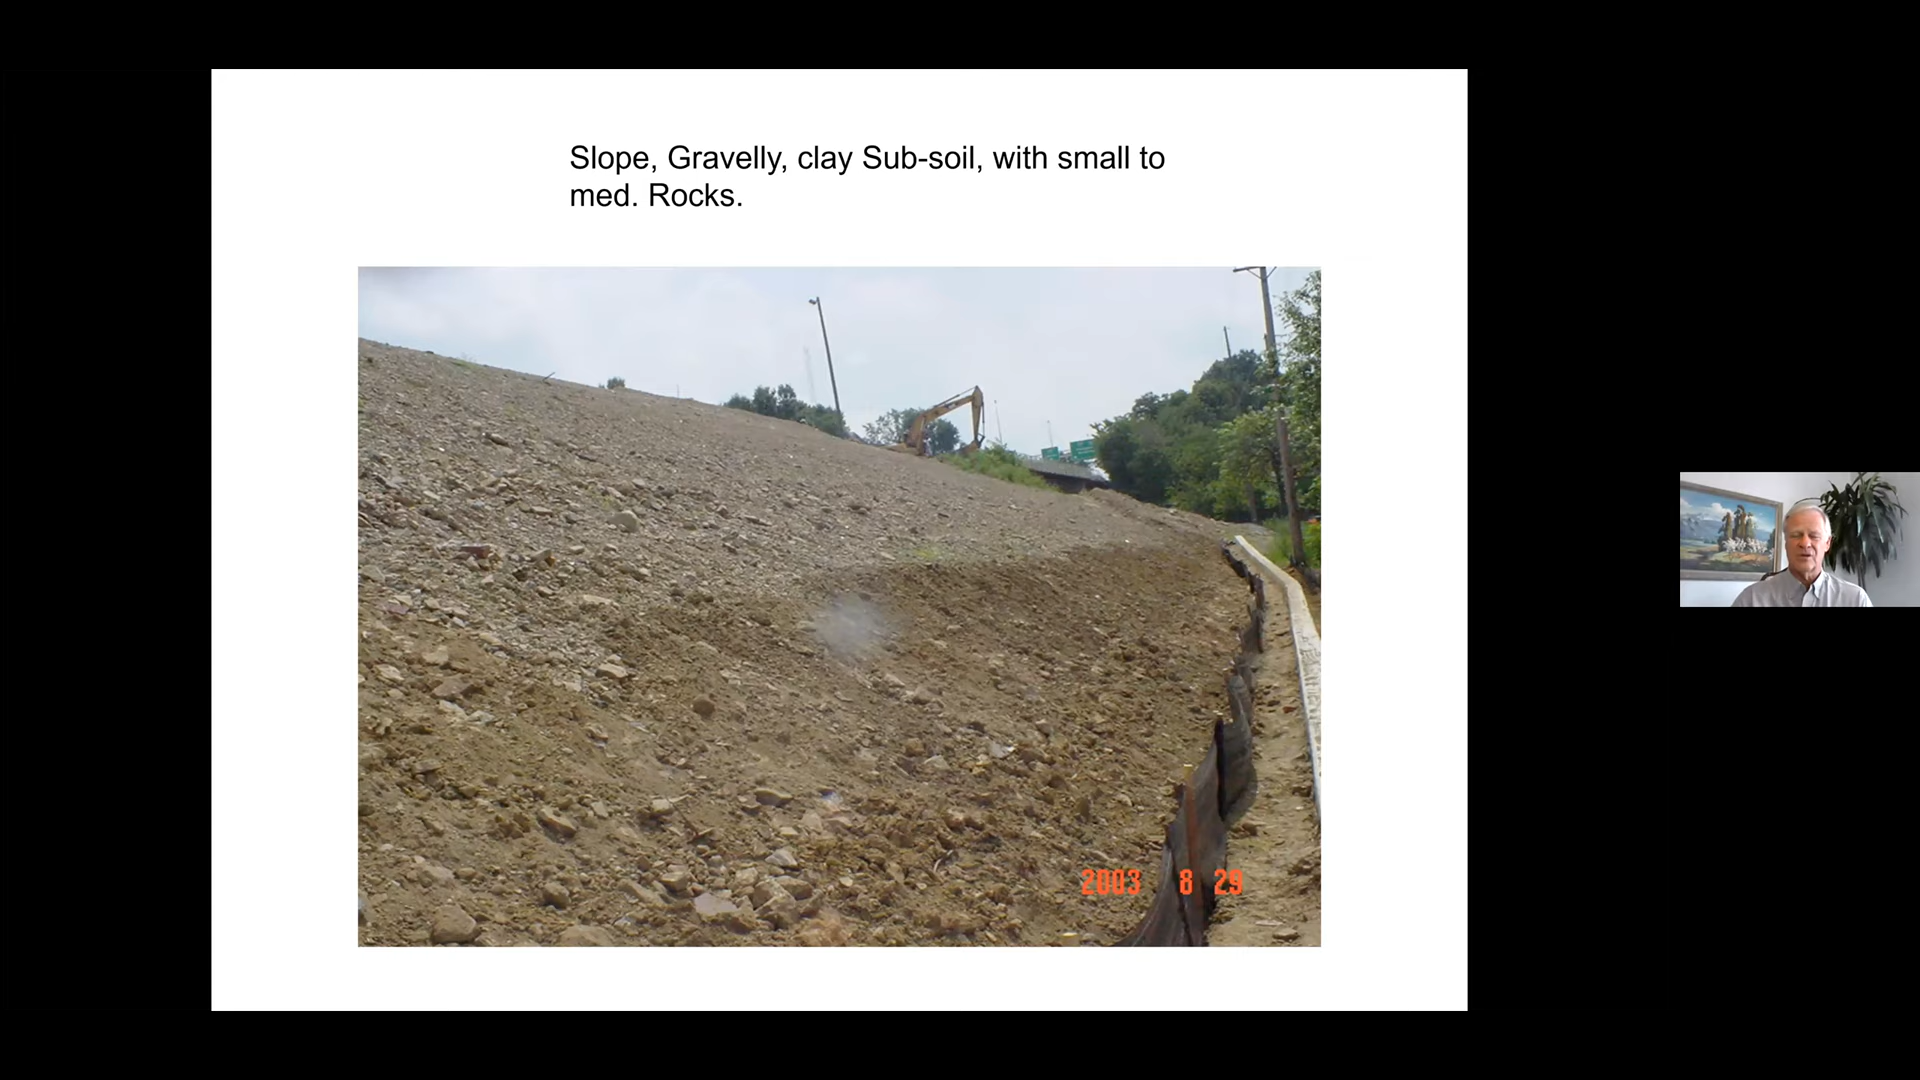 Slope, Gravelly, clay Sub-soil, with small to
med. Rocks.
2003 8 29